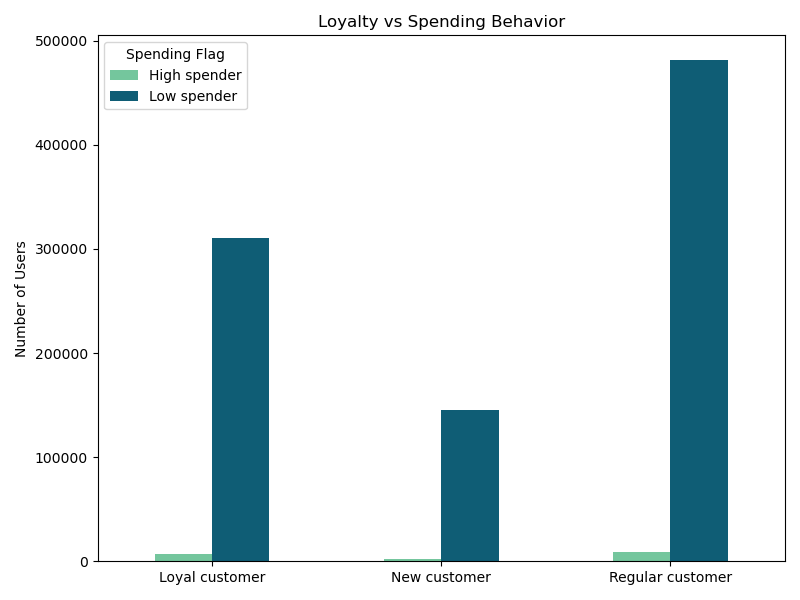 Loyalty vs Spending Behavior
Spending Flag
High spender
Low spender
Number of Users
500000
400000
300000
200000
100000
0
Loyal customer
New customer
Regular customer